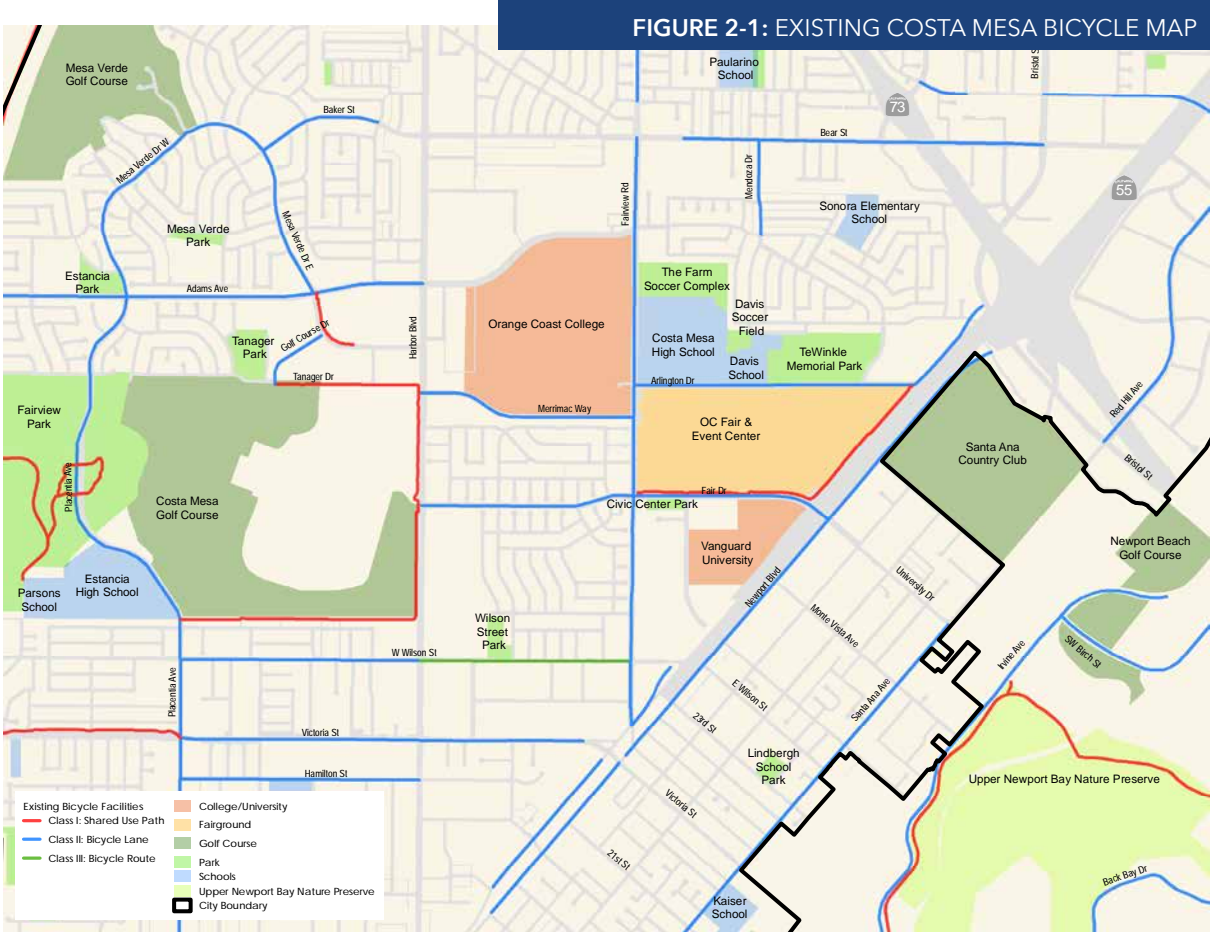 FIGURE 2-1: EXISTING COSTA MESA BICYCLE MAP
Mesa Verde
Golf Course
Paularino
School
Bristol S
73
Baker St
Bear St
Mesa Verde Dr W
Mendoza Dr
55
Fairview Rd
Sonora Elementary
School
Mesa Verde
Park
Mesa Verde Dr E
Estancia
Park
The Farm
Soccer Complex
Adams Ave
Davis
Soccer
Field
Orange Coast College
Harbor Blvd
Golf Course Dr
Tanager
Park
Costa Mesa
High School
Davis
School
TeWinkle
Memorial Park
Tanager Dr
Arlington Dr
Red Hill Ave
Merrimac Way
Fairview
Park
OC Fair &
Event Center
Santa Ana
Country Club
Bristol St
Placentia Ave
Fair Dr
Costa Mesa
Golf Course
Civic Center Park
Newport Beach
Golf Course
Vanguard
University
Parsons
School
Estancia
High School
Newport Blvd
University Dr
Monte Vista Ave
Wilson
Street
Park
W Wilson St
Irvine Ave
SW Birch St
Placentia Ave
E Wilson St
Santa Ana Ave
23rd St
Victoria St
Lindbergh
School
Park
Hamilton St
Upper Newport Bay Nature Preserve
Victoria St
21st St
Back Bay Dr
Kaiser
School
Existing Bicycle Facilities
Class I: Shared Use Path
Class II: Bicycle Lane
Class III: Bicycle Route
College/University
Fairground
Golf Course
Park
Schools
Upper Newport Bay Nature Preserve
City Boundary